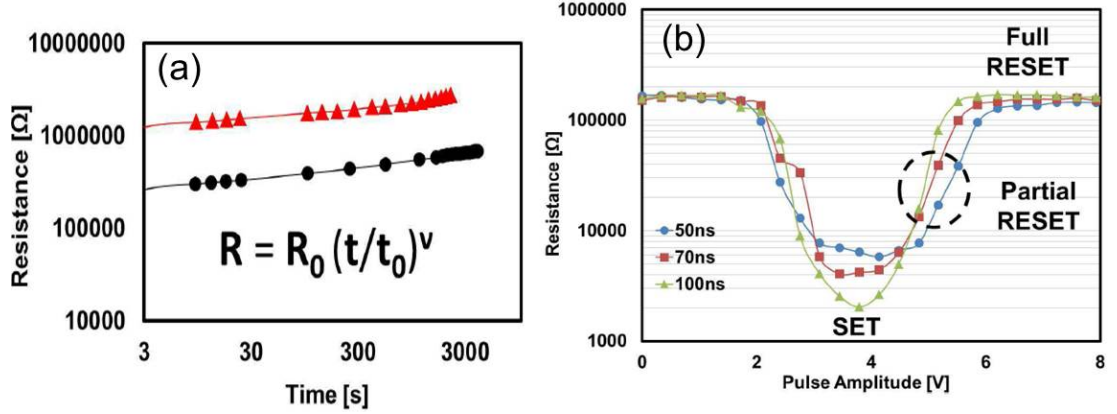 10000000
1000000
100000
10000
Resistance [Ω]
(a)
R = R₀ (t/t₀)ᵛ
3
30
300
3000
Time [s]
1000000
100000
10000
1000
Resistance [Ω]
(b)
Full
RESET
Partial
RESET
50ns
70ns
100ns
SET
0
2
4
6
8
Pulse Amplitude [V]